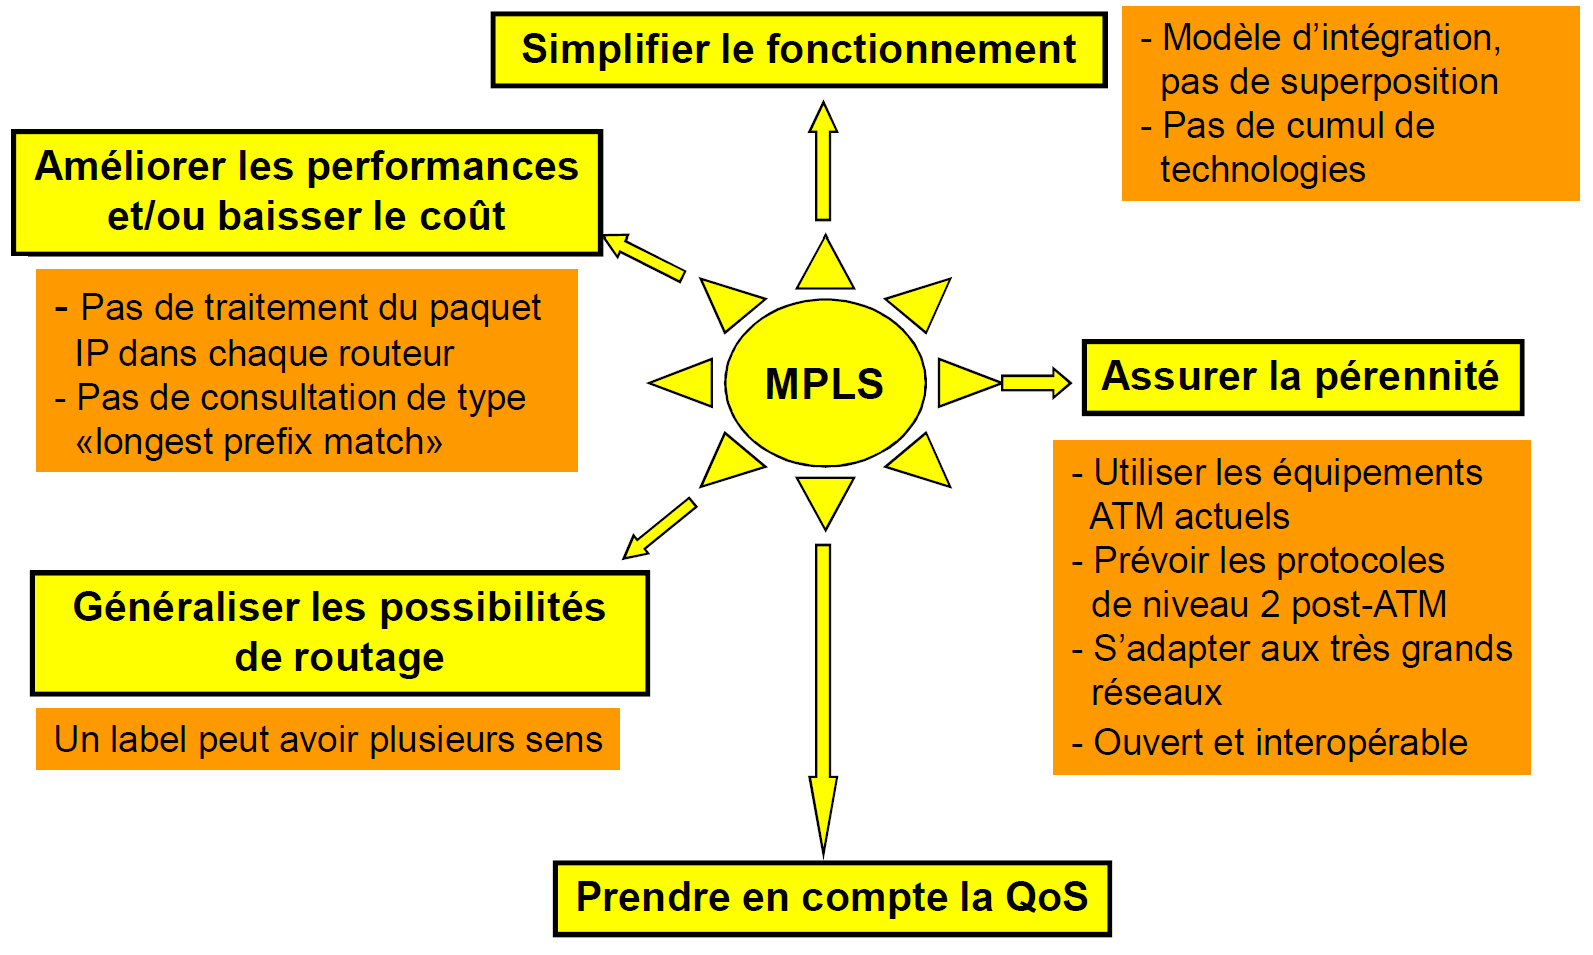 Simplifier le fonctionnement
- Modèle d’intégration,
pas de superposition
- Pas de cumul de
technologies
Améliorer les performances
et/ou baisser le coût
- Pas de traitement du paquet
IP dans chaque routeur
- Pas de consultation de type
«longest prefix match»
MPLS
Assurer la pérennité
- Utiliser les équipements
ATM actuels
- Prévoir les protocoles
de niveau 2 post-ATM
- S’adapter aux très grands
réseaux
- Ouvert et interopérable
Généraliser les possibilités
de routage
Un label peut avoir plusieurs sens
Prendre en compte la QoS